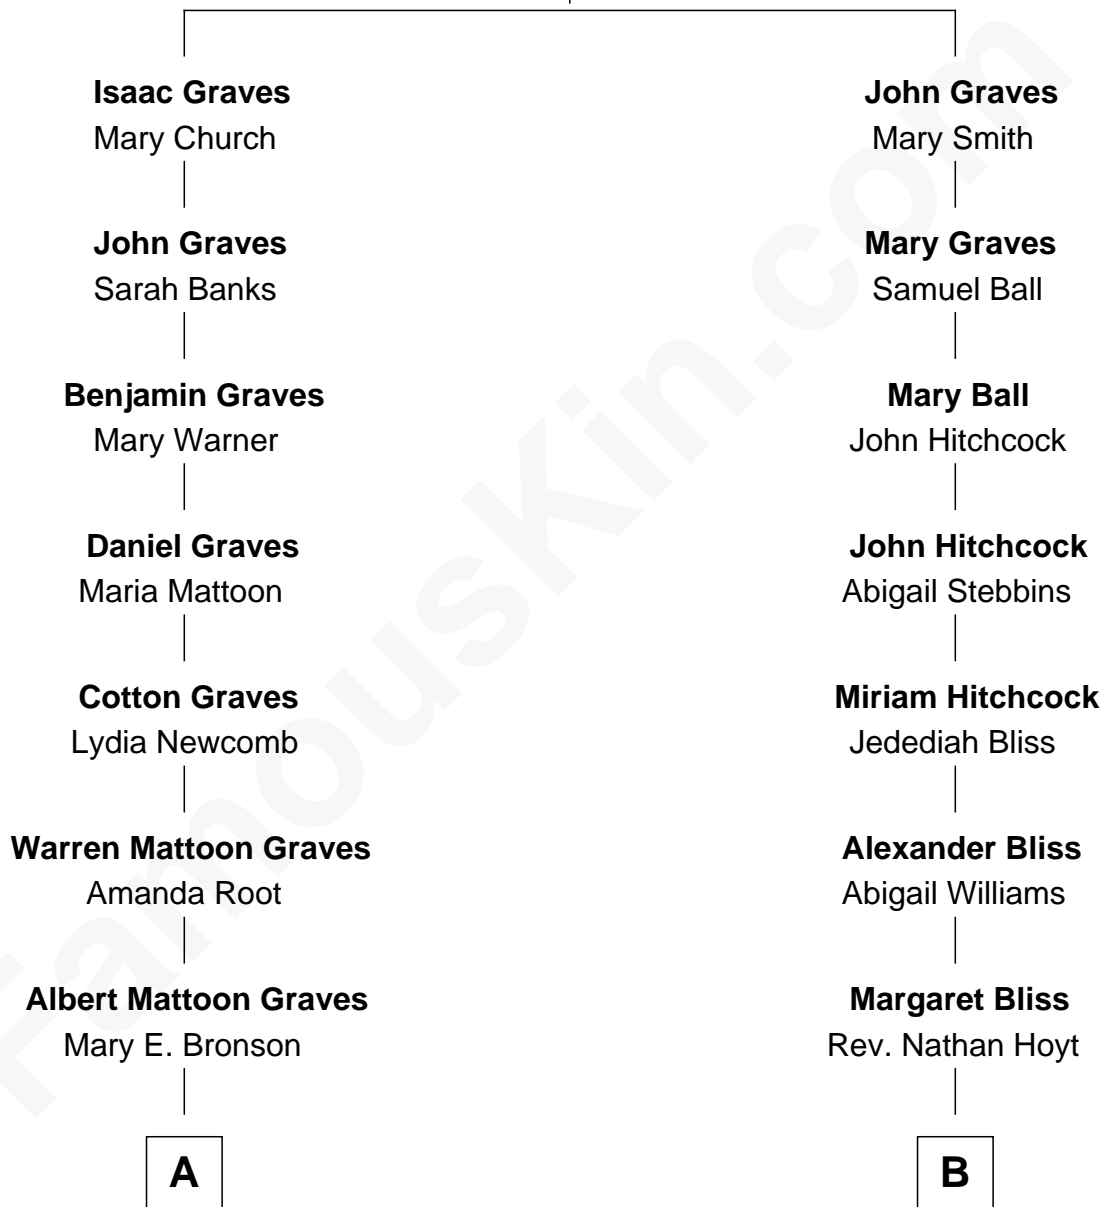 Isaac Graves
Mary Church
John Graves
Sarah Banks
Benjamin Graves
Mary Warner
Daniel Graves
Maria Mattoon
Cotton Graves
Lydia Newcomb
Warren Mattoon Graves
Amanda Root
Albert Mattoon Graves
Mary E. Bronson
A
John Graves
Mary Smith
Mary Graves
Samuel Ball
Mary Ball
John Hitchcock
John Hitchcock
Abigail Stebbins
Miriam Hitchcock
Jedediah Bliss
Alexander Bliss
Abigail Williams
Margaret Bliss
Rev. Nathan Hoyt
B
FamousKin.com